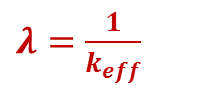 λ = 1/k_eff